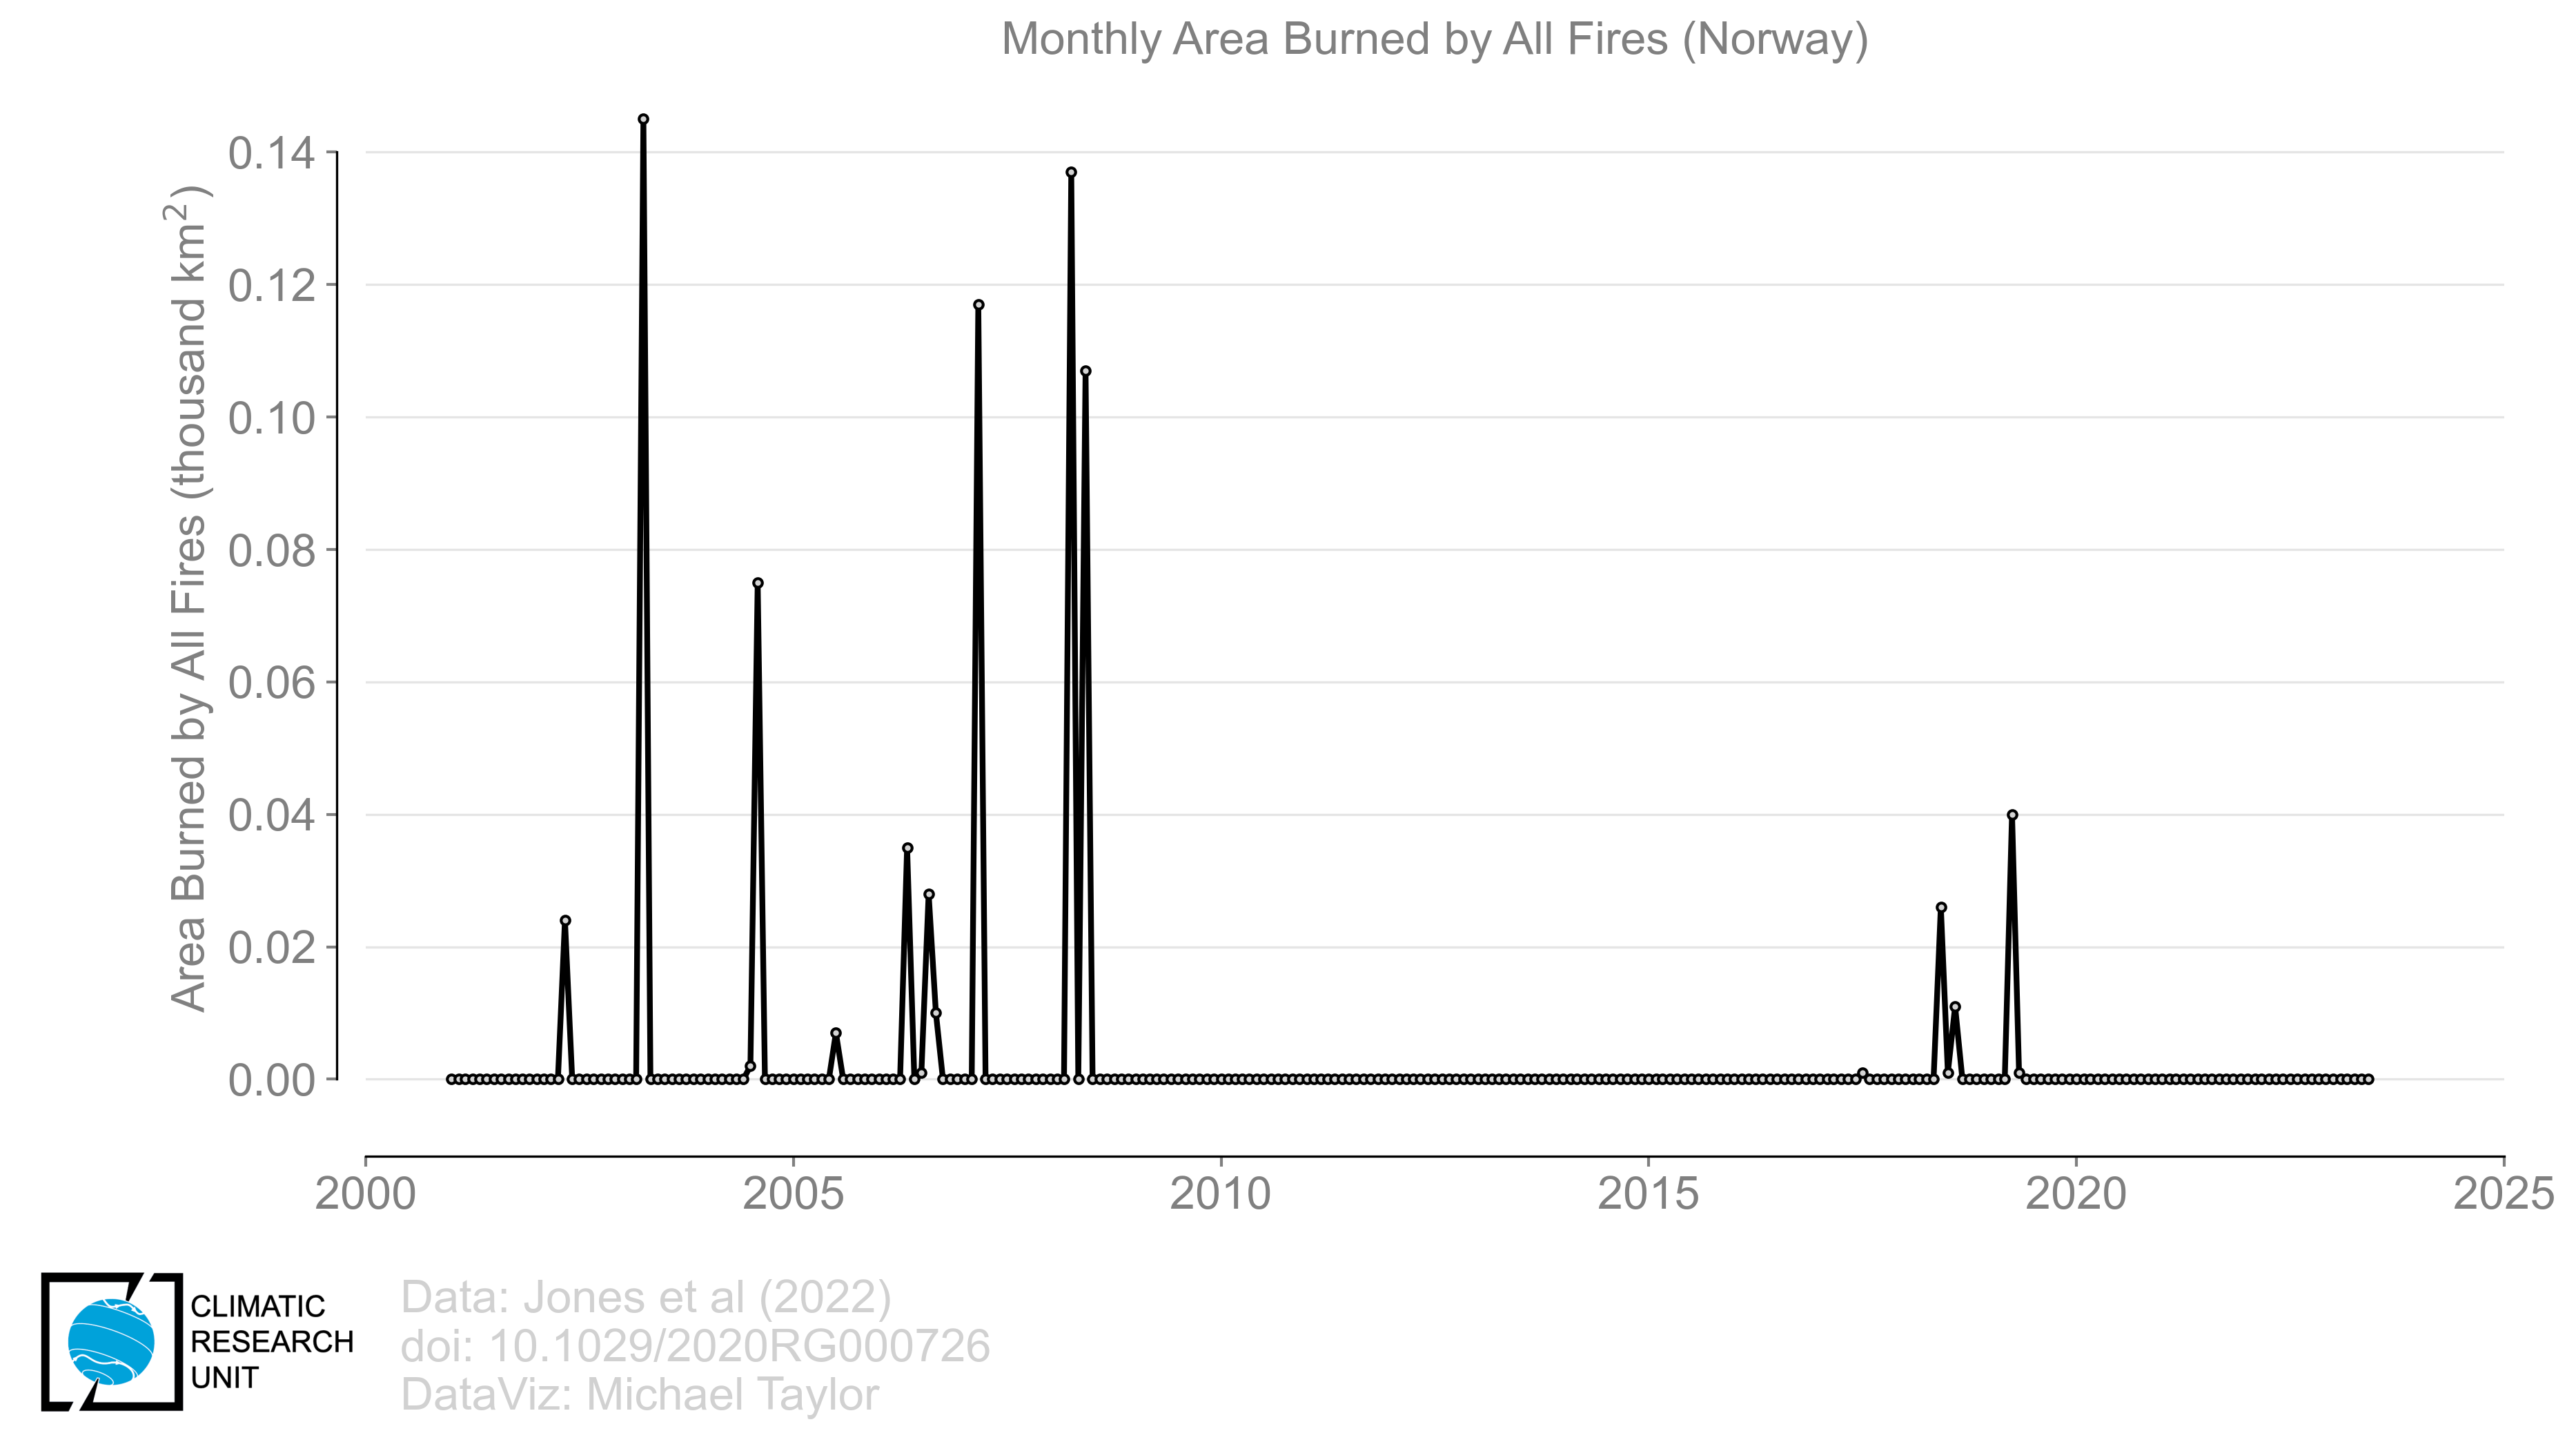 Monthly Area Burned by All Fires (Norway)
Area Burned by All Fires (thousand km²)
0.14
0.12
0.10
0.08
0.06
0.04
0.02
0.00
2000 2005 2010 2015 2020 2025
CLIMATIC
RESEARCH
UNIT
Data: Jones et al (2022)
doi: 10.1029/2020RG000726
DataViz: Michael Taylor